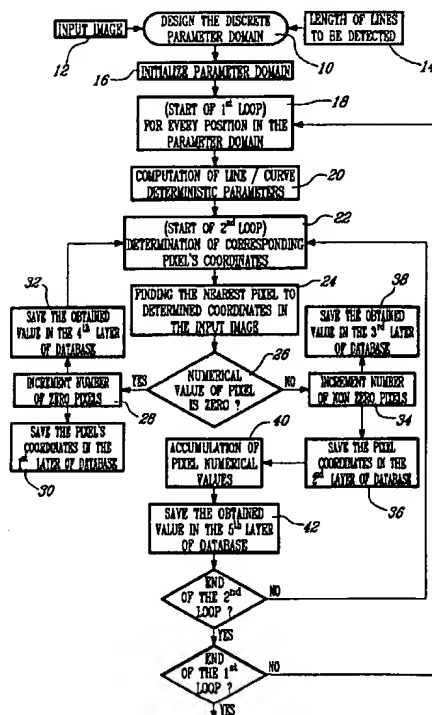 INPUT IMAGE
DESIGN THE DISCRETE
PARAMETER DOMAIN
LENGTH OF LINES
TO BE DETECTED
12
10
14
16
INITIALIZE PARAMETER DOMAIN
18
(START OF 1st LOOP)
FOR EVERY POSITION IN THE
PARAMETER DOMAIN
COMPUTATION OF LINE / CURVE
DETERMINISTIC PARAMETERS
20
22
(START OF 2nd LOOP)
DETERMINATION OF CORRESPONDING
PIXEL'S COORDINATES
24
32
FINDING THE NEAREST PIXEL TO
DETERMINED COORDINATES IN
THE INPUT IMAGE
38
SAVE THE OBTAINED
VALUE IN THE 4th LAYER
OF DATABASE
SAVE THE OBTAINED
VALUE IN THE 3rd LAYER
OF DATABASE
26
YES
NUMERICAL
VALUE OF PIXEL
IS ZERO ?
NO
INCREMENT NUMBER
OF ZERO PIXELS
28
INCREMENT NUMBER
OF NON ZERO PIXELS
34
40
SAVE THE PIXEL'S
COORDINATES IN THE
1st LAYER OF DATABASE
30
ACCUMULATION OF
PIXEL NUMERICAL
VALUES
SAVE THE PIXEL
COORDINATES IN THE 2nd
LAYER OF DATABASE
36
SAVE THE OBTAINED
VALUE IN THE 5th LAYER
OF DATABASE
42
END
OF THE 2nd
LOOP ?
NO
YES
END
OF THE 1st
LOOP ?
NO
YES